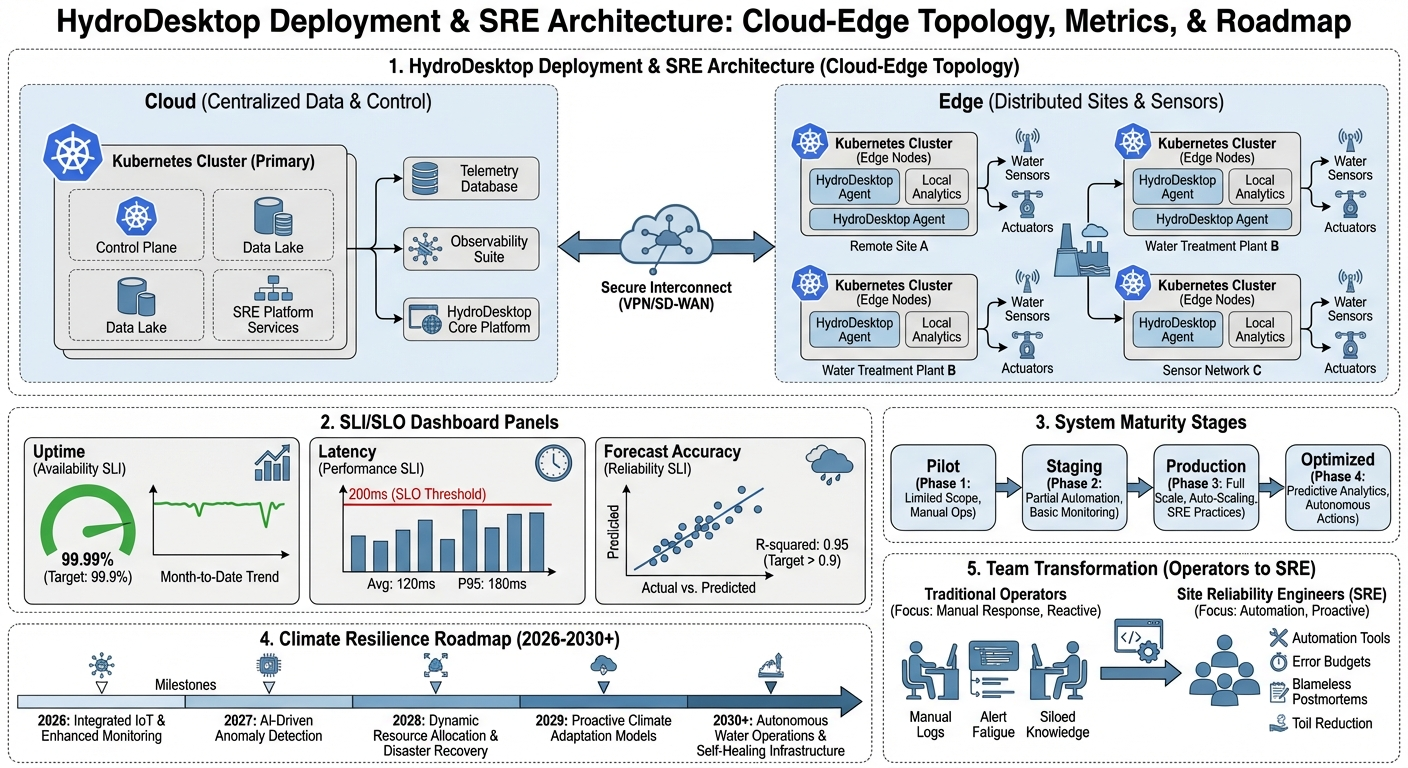 HydroDesktop Deployment & SRE Architecture: Cloud-Edge Topology, Metrics, & Roadmap
1. HydroDesktop Deployment & SRE Architecture (Cloud-Edge Topology)
Cloud (Centralized Data & Control)
Kubernetes Cluster (Primary)
Control Plane
Data Lake
Data Lake
SRE Platform
Services
Telemetry
Database
Observability
Suite
HydroDesktop
Core Platform
Secure Interconnect
(VPN/SD-WAN)
Edge (Distributed Sites & Sensors)
Kubernetes Cluster
(Edge Nodes)
HydroDesktop
Agent
Local
Analytics
HydroDesktop Agent
Remote Site A
Water
Sensors
Actuators
Kubernetes Cluster
(Edge Nodes)
HydroDesktop
Agent
Local
Analytics
HydroDesktop Agent
Water Treatment Plant B
Water
Sensors
Actuators
Kubernetes Cluster
(Edge Nodes)
HydroDesktop
Agent
Local
Analytics
Water Treatment Plant B
Water
Sensors
Actuators
Kubernetes Cluster
(Edge Nodes)
HydroDesktop
Agent
Local
Analytics
Sensor Network C
Water
Sensors
Actuators
2. SLI/SLO Dashboard Panels
Uptime
(Availability SLI)
99.99%
(Target: 99.9%)
Month-to-Date Trend
Latency
(Performance SLI)
200ms (SLO Threshold)
Avg: 120ms
P95: 180ms
Forecast Accuracy
(Reliability SLI)
Predicted
R-squared: 0.95
(Target > 0.9)
Actual vs. Predicted
3. System Maturity Stages
Pilot
(Phase 1:
Limited Scope,
Manual Ops)
Staging
(Phase 2:
Partial Automation,
Basic Monitoring)
Production
(Phase 3: Full
Scale, Auto-Scaling,
SRE Practices)
Optimized
(Phase 4:
Predictive Analytics,
Autonomous
Actions)
4. Climate Resilience Roadmap (2026-2030+)
Milestones
2026: Integrated IoT &
Enhanced Monitoring
2027: AI-Driven
Anomaly Detection
2028: Dynamic
Resource Allocation &
Disaster Recovery
2029: Proactive Climate
Adaptation Models
2030+: Autonomous
Water Operations &
Self-Healing Infrastructure
5. Team Transformation (Operators to SRE)
Traditional Operators
(Focus: Manual Response, Reactive)
Manual
Logs
Alert
Fatigue
Siloed
Knowledge
</>
Site Reliability Engineers (SRE)
(Focus: Automation, Proactive)
Automation Tools
Error Budgets
Blameless
Postmortems
Toil Reduction